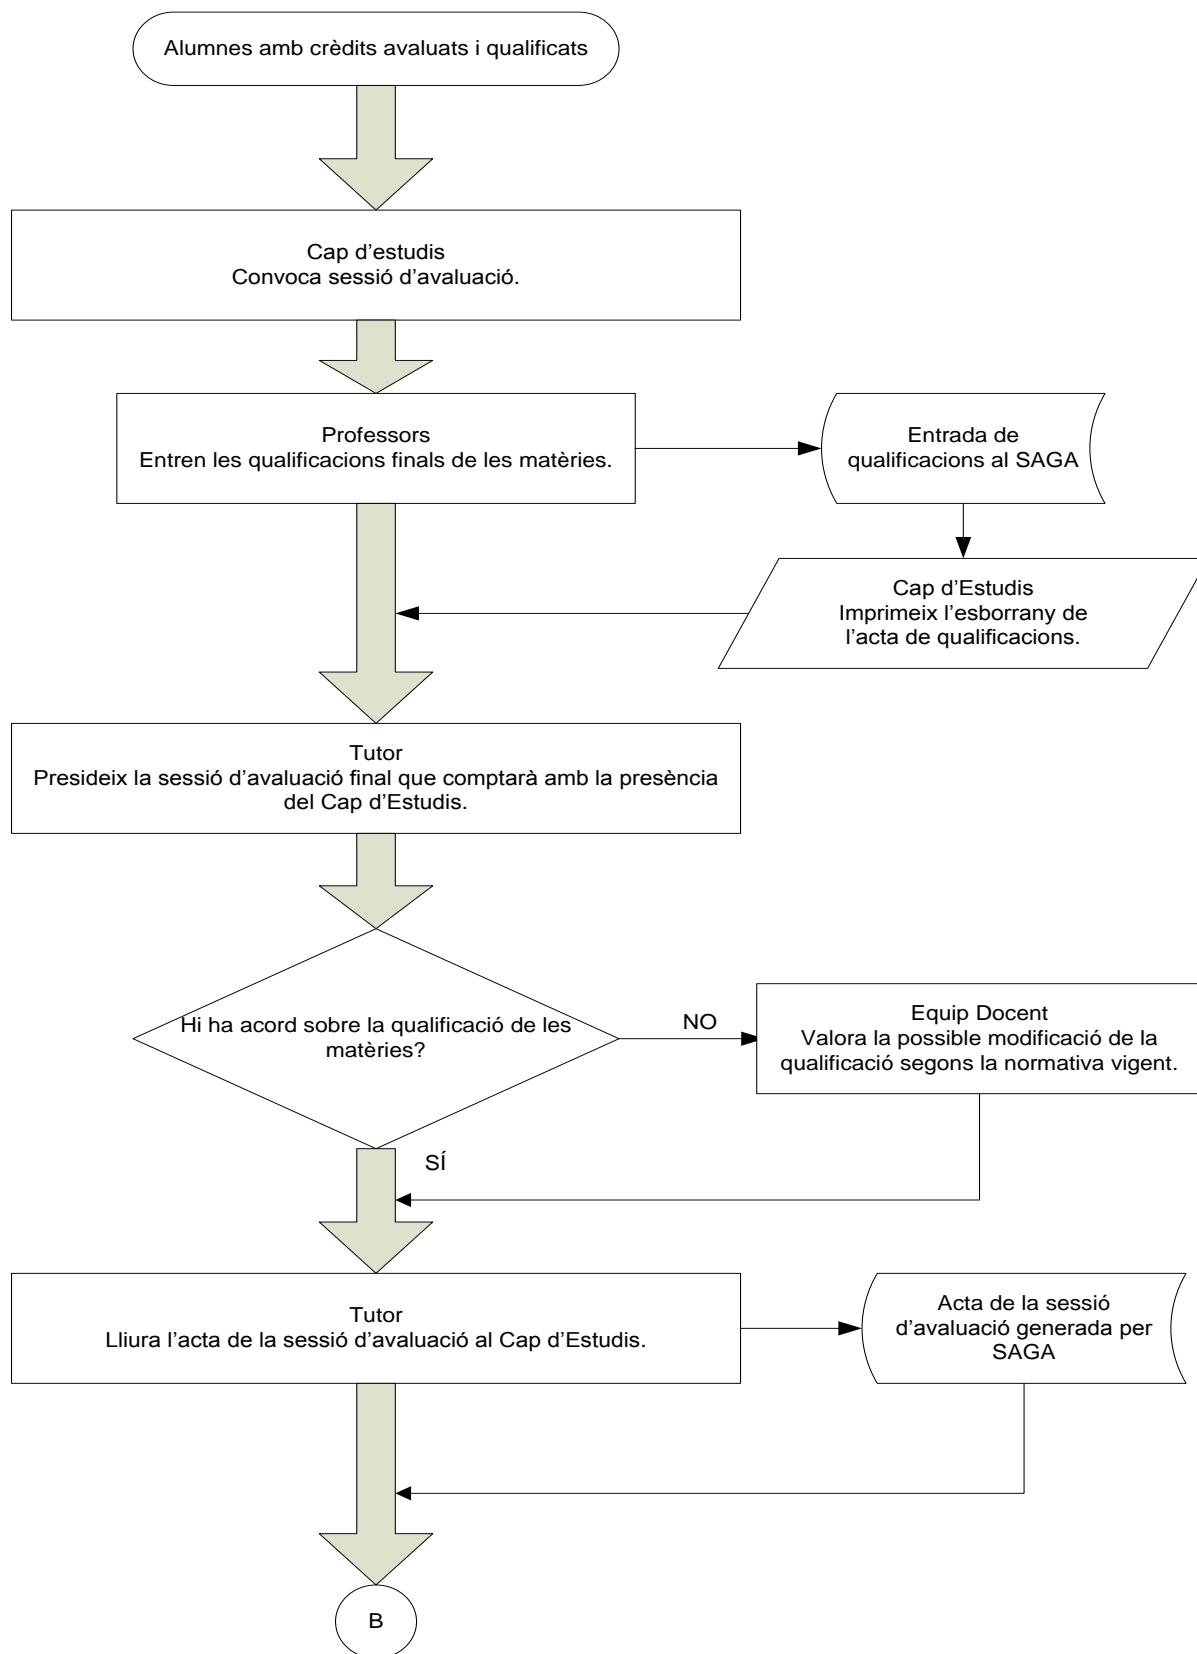 Alumnes amb crèdits avaluats i qualificats
Cap d'estudis
Convoca sessió d'avaluació.
Professors
Entren les qualificacions finals de les matèries.
Entrada de
qualificacions al SAGA
Cap d'Estudis
Imprimeix l'esborrany de
l'acta de qualificacions.
Tutor
Presideix la sessió d'avaluació final que comptarà amb la presència
del Cap d'Estudis.
Hi ha acord sobre la qualificació de les
matèries?
NO
Equip Docent
Valora la possible modificació de la
qualificació segons la normativa vigent.
SÍ
Tutor
Lliura l'acta de la sessió d'avaluació al Cap d'Estudis.
Acta de la sessió
d'avaluació generada per
SAGA
B